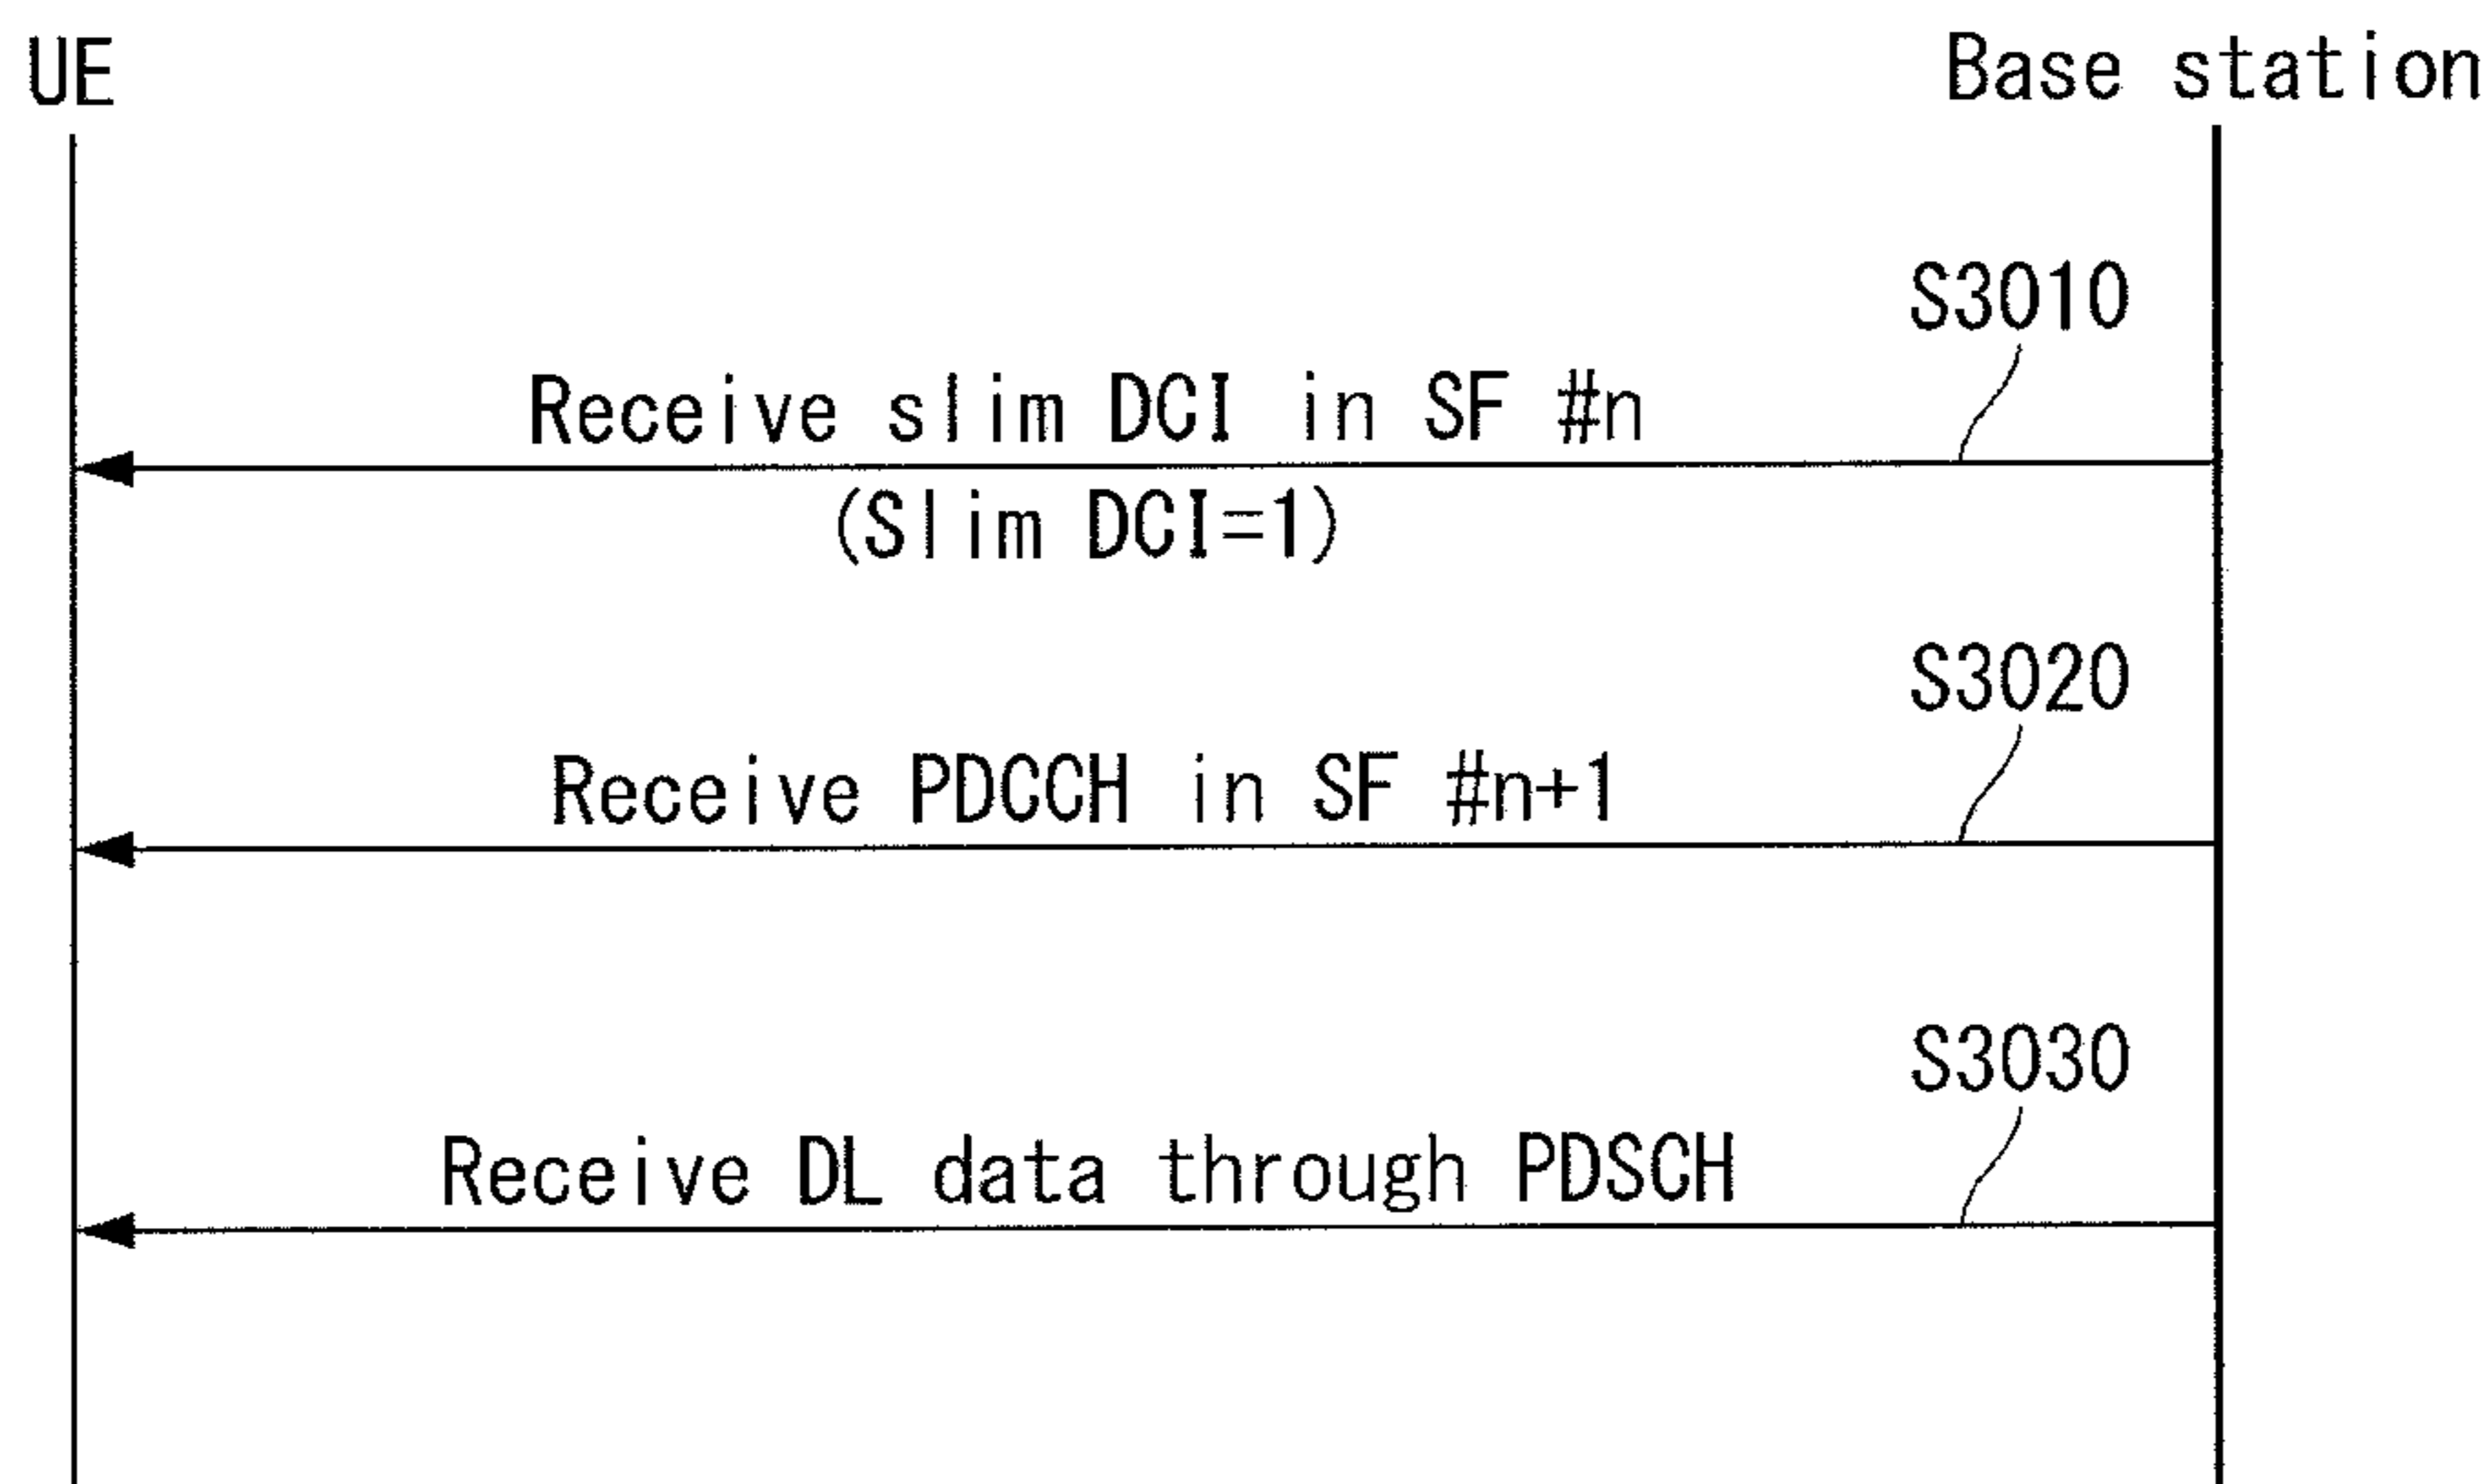 UE
Base station
S3010
Receive slim DCI in SF #n
(Slim DCI=1)
S3020
Receive PDCCH in SF #n+1
S3030
Receive DL data through PDSCH